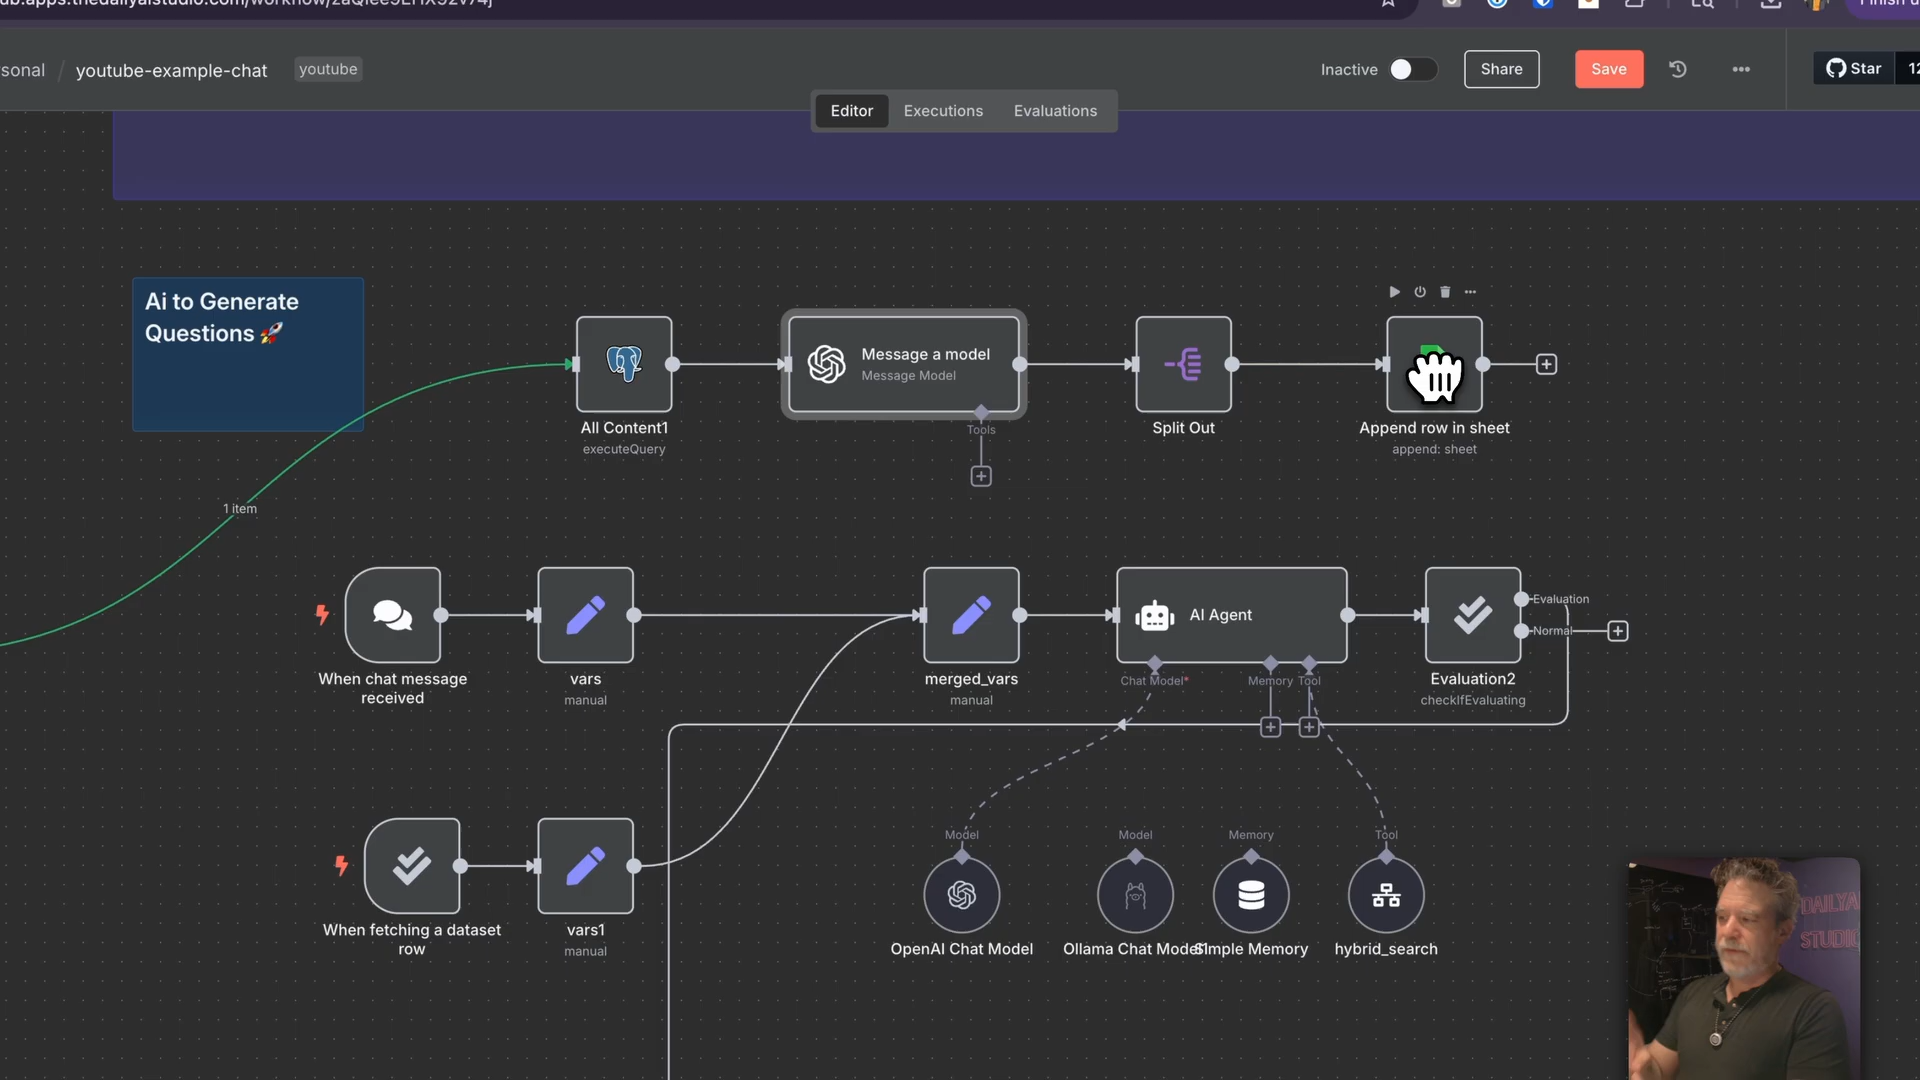 sonal / youtube-example-chat youtube
Inactive Share Save Star
Editor Executions Evaluations
Ai to Generate
Questions 🚀
Message a model
Message Model
All Content1
executeQuery
Tools
Split Out
Append row in sheet
append: sheet
1 item
AI Agent
Evaluation
Normal
When chat message
received
vars
manual
merged_vars
manual
Chat Model*
Memory
Tool
Evaluation2
checkIfEvaluating
When fetching a dataset
row
vars1
manual
Model
Model
Memory
Tool
OpenAI Chat Model
Ollama Chat Model
Simple Memory
hybrid_search
DAILYAI
STUDIO